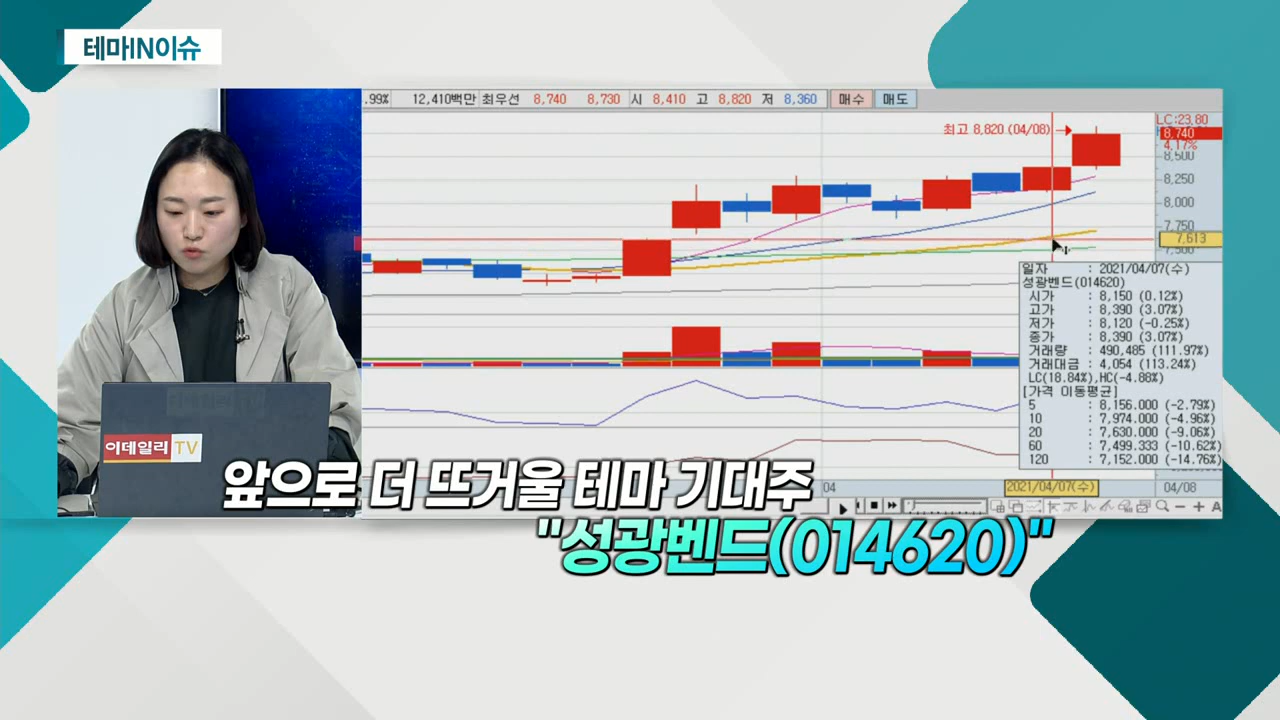 테마IN이슈
.99% 12,410백만 최우선 8,740 8,730 시 8,410 고 8,820 저 8,360 매수 매도
최고 8,820 (04/08)
LC:23.80
8,740
4.17%
8,500
8,250
8,000
7,750
7,613
7,500
일자 : 2021/04/07(수)
성광벤드(014620)
시가 : 8,150 (0.12%)
고가 : 8,390 (3.07%)
저가 : 8,120 (-0.25%)
종가 : 8,390 (3.07%)
거래량 : 490,485 (111.97%)
거래대금 : 4,054 (113.24%)
LC(18.84%),HC(-4.88%)
[가격 이동평균]
5 : 8,156.000 (-2.79%)
10 : 7,974.000 (-4.96%)
20 : 7,630.000 (-9.06%)
60 : 7,499.333 (-10.62%)
120 : 7,152.000 (-14.76%)
04 2021/04/07(수) 04/08
이데일리 TV
앞으로 더 뜨거울 테마 기대주
"성광벤드(014620)"